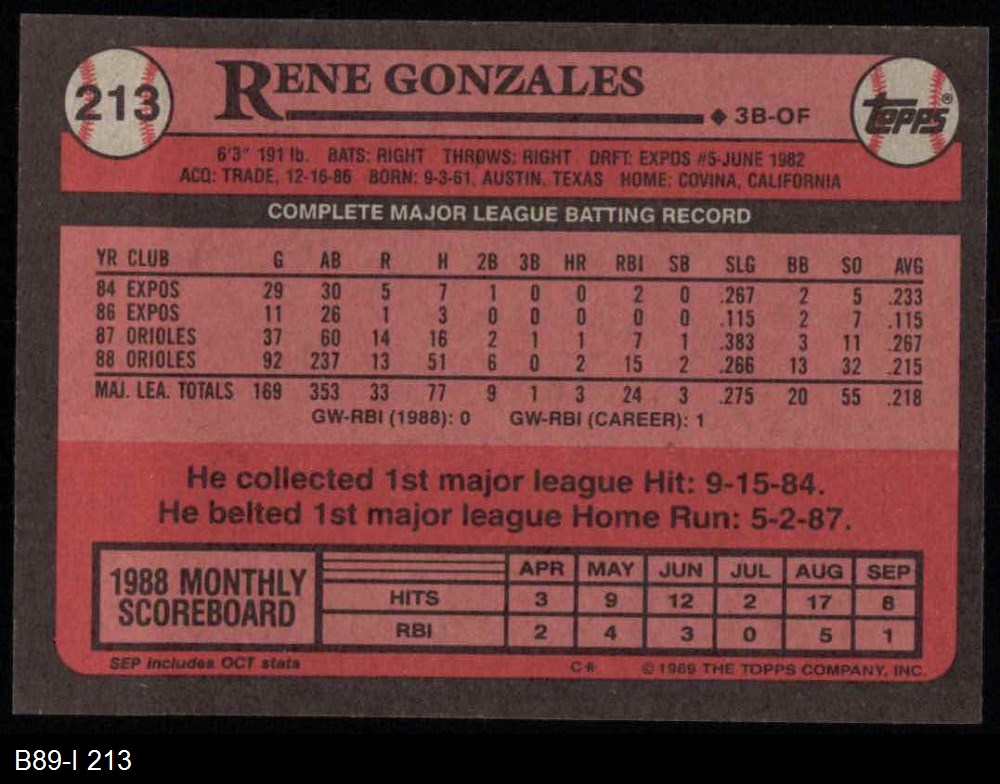 213
RENE GONZALES
◆ 3B-OF
TOPPS®
6'3" 191 lb. BATS: RIGHT THROWS: RIGHT DRFT: EXPOS #5-JUNE 1982
ACQ: TRADE, 12-16-86 BORN: 9-3-61, AUSTIN, TEXAS HOME: COVINA, CALIFORNIA
COMPLETE MAJOR LEAGUE BATTING RECORD
YR CLUB G AB R H 2B 3B HR RBI SB SLG BB SO AVG
84 EXPOS 29 30 5 7 1 0 0 2 0 .267 2 5 .233
86 EXPOS 11 26 1 3 0 0 0 0 0 .115 2 7 .115
87 ORIOLES 37 60 14 16 2 1 1 7 1 .383 3 11 .267
88 ORIOLES 92 237 13 51 6 0 2 15 2 .266 13 32 .215
MAJ. LEA. TOTALS 169 353 33 77 9 1 3 24 3 .275 20 55 .218
GW-RBI (1988): 0 GW-RBI (CAREER): 1
He collected 1st major league Hit: 9-15-84.
He belted 1st major league Home Run: 5-2-87.
1988 MONTHLY
SCOREBOARD
APR MAY JUN JUL AUG SEP
HITS 3 9 12 2 17 8
RBI 2 4 3 0 5 1
SEP includes OCT stats C* © 1989 THE TOPPS COMPANY, INC.
B89-I 213